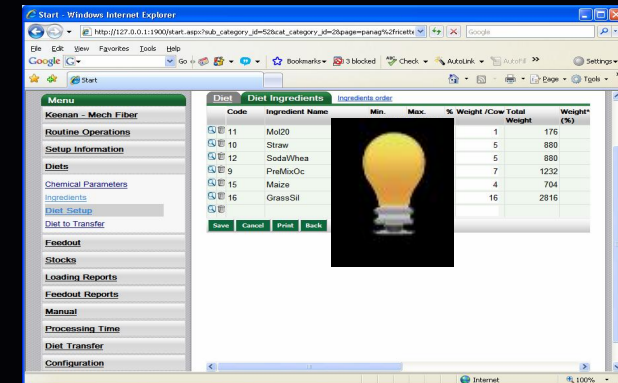 Start - Windows Internet Explorer
http://127.0.0.1:1900/start.aspx?sub_category_id=52&cat_category_id=2&page=panag%2fricette
Google
File Edit View Favorites Tools Help
Google G Go Bookmarks 3 blocked Check AutoLink AutoFill Settings
Start Page Tools
Menu
Keenan - Mech Fiber
Routine Operations
Setup Information
Diets
Chemical Parameters
Ingredients
Diet Setup
Diet to Transfer
Feedout
Stocks
Loading Reports
Feedout Reports
Manual
Processing Time
Diet Transfer
Configuration
Diet Diet Ingredients Ingredients order
Code Ingredient Name Min. Max. % Weight /Cow Total Weight Weight* (%)
11 Mol20 1 176
10 Straw 5 880
12 SodaWhea 5 880
9 PreMixOc 7 1232
15 Maize 4 704
16 GrassSil 16 2816
Save Cancel Print Back
Internet 100%